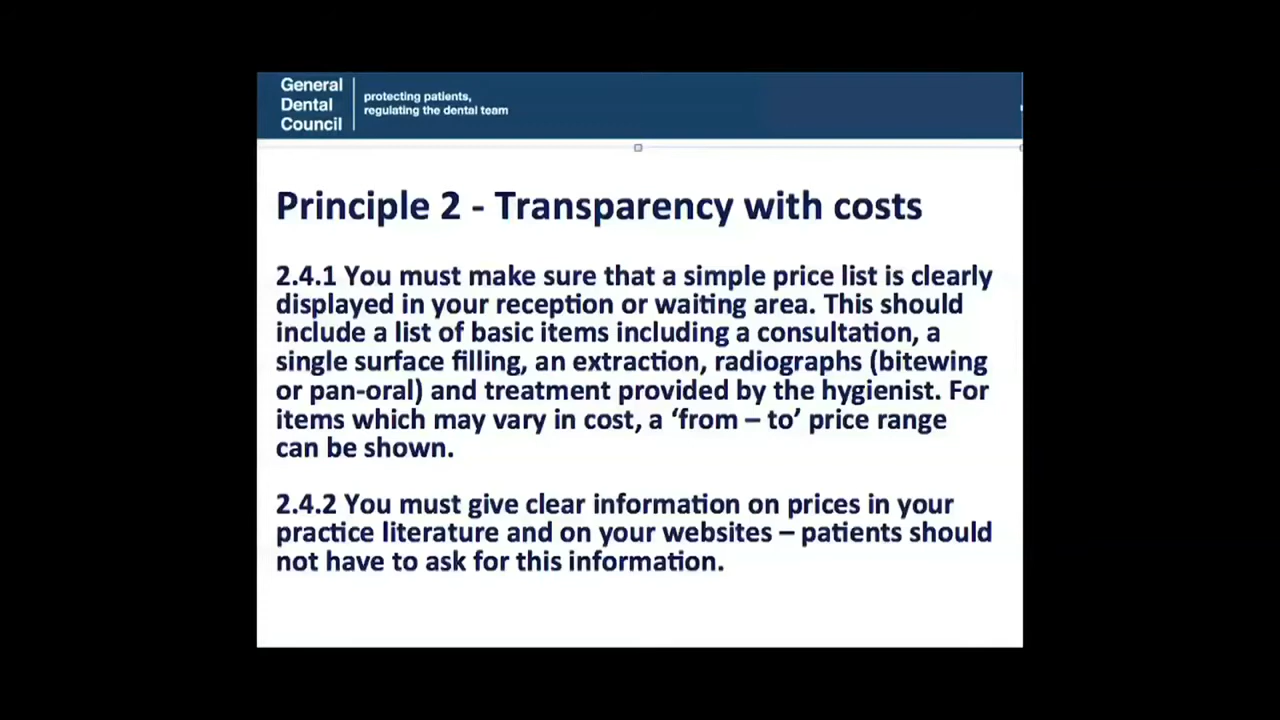 General
Dental
Council
protecting patients,
regulating the dental team
Principle 2 - Transparency with costs
2.4.1 You must make sure that a simple price list is clearly
displayed in your reception or waiting area. This should
include a list of basic items including a consultation, a
single surface filling, an extraction, radiographs (bitewing
or pan-oral) and treatment provided by the hygienist. For
items which may vary in cost, a ‘from – to’ price range
can be shown.
2.4.2 You must give clear information on prices in your
practice literature and on your websites – patients should
not have to ask for this information.